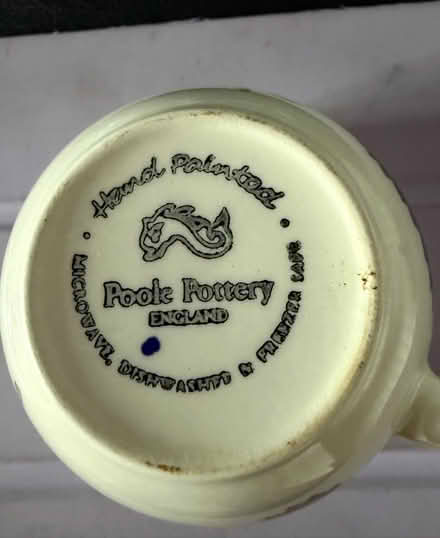 Hand Painted
Poole Pottery
ENGLAND
MICROWAVE, DISHWASHER & FREEZER SAFE